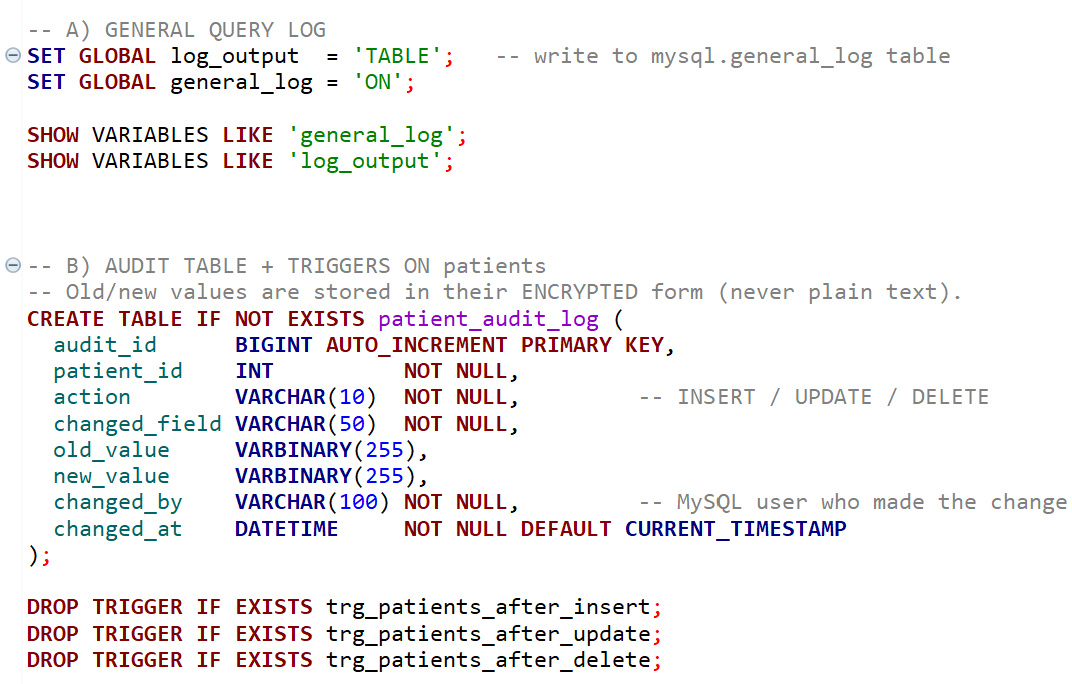 -- A) GENERAL QUERY LOG
SET GLOBAL log_output  = 'TABLE';   -- write to mysql.general_log table
SET GLOBAL general_log = 'ON';
SHOW VARIABLES LIKE 'general_log';
SHOW VARIABLES LIKE 'log_output';
-- B) AUDIT TABLE + TRIGGERS ON patients
-- Old/new values are stored in their ENCRYPTED form (never plain text).
CREATE TABLE IF NOT EXISTS patient_audit_log (
  audit_id      BIGINT AUTO_INCREMENT PRIMARY KEY,
  patient_id    INT          NOT NULL,
  action        VARCHAR(10)  NOT NULL,         -- INSERT / UPDATE / DELETE
  changed_field VARCHAR(50)  NOT NULL,
  old_value     VARBINARY(255),
  new_value     VARBINARY(255),
  changed_by    VARCHAR(100) NOT NULL,         -- MySQL user who made the change
  changed_at    DATETIME     NOT NULL DEFAULT CURRENT_TIMESTAMP
);
DROP TRIGGER IF EXISTS trg_patients_after_insert;
DROP TRIGGER IF EXISTS trg_patients_after_update;
DROP TRIGGER IF EXISTS trg_patients_after_delete;